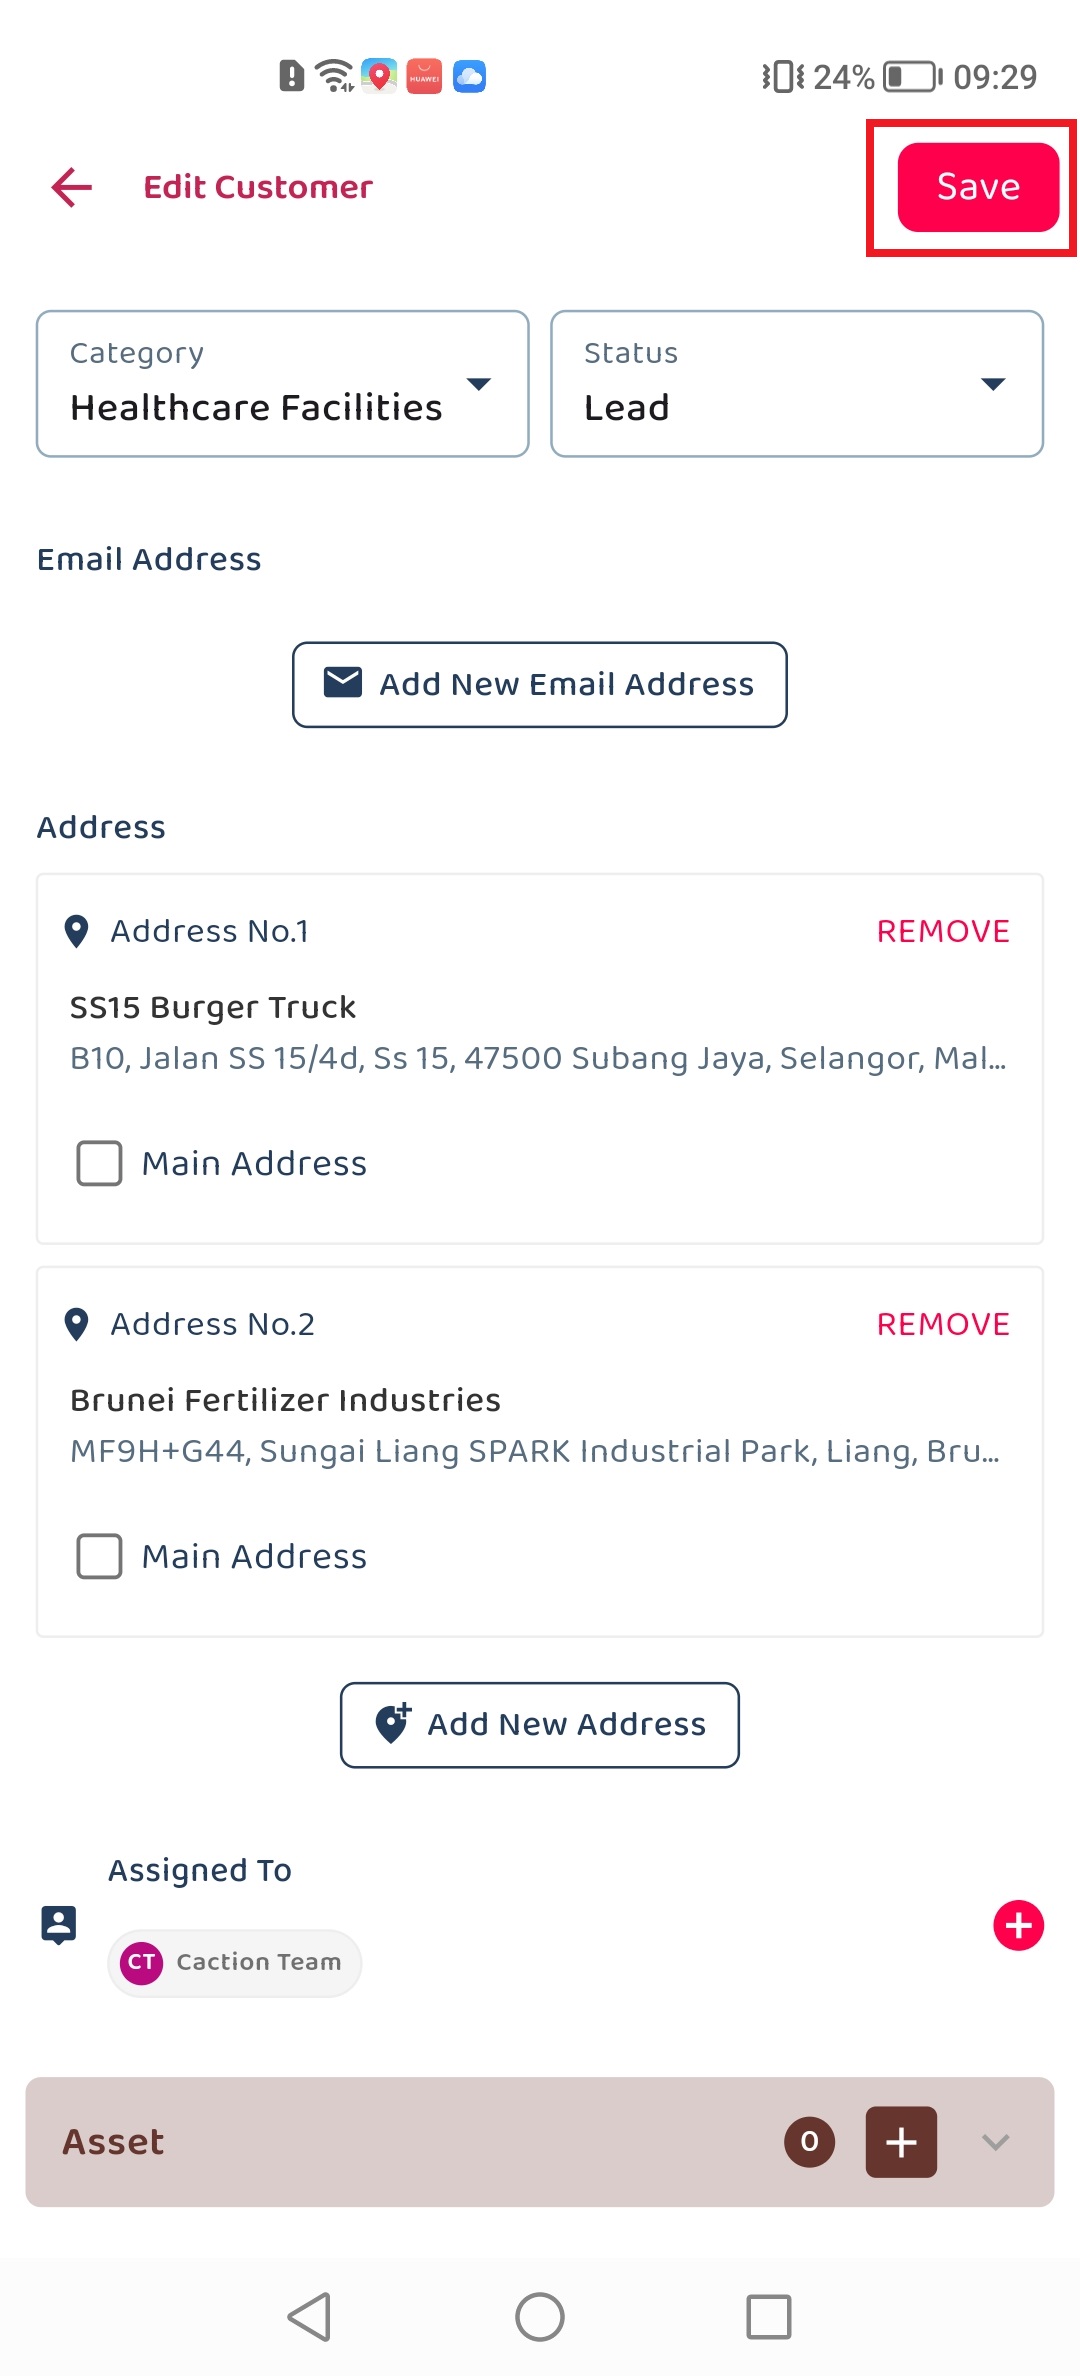 HUAWEI
24%
09:29
Edit Customer
Save
Category
Healthcare Facilities
Status
Lead
Email Address
Add New Email Address
Address
Address No.1
REMOVE
SS15 Burger Truck
B10, Jalan SS 15/4d, Ss 15, 47500 Subang Jaya, Selangor, Mal...
Main Address
Address No.2
REMOVE
Brunei Fertilizer Industries
MF9H+G44, Sungai Liang SPARK Industrial Park, Liang, Bru...
Main Address
Add New Address
Assigned To
CT Caction Team
Asset
0